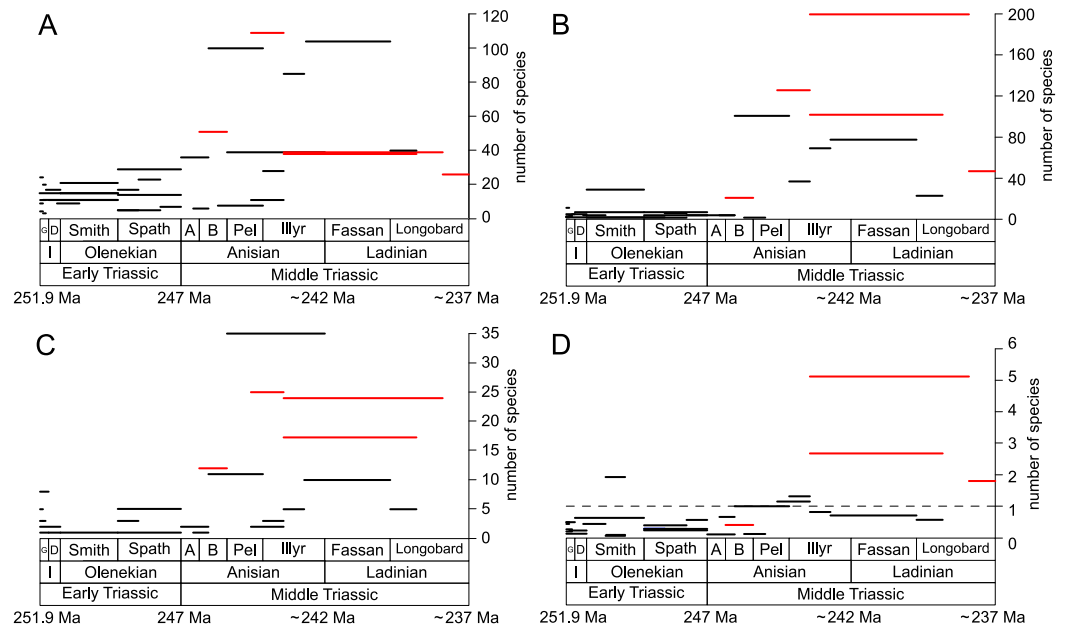 A
120
100
80
60
40
20
0
number of species
G D Smith Spath A B Pel Illyr Fassan Longobard
I Olenekian Anisian Ladinian
Early Triassic Middle Triassic
251.9 Ma 247 Ma ~242 Ma ~237 Ma
B
200
160
120
80
40
0
number of species
G D Smith Spath A B Pel Illyr Fassan Longobard
I Olenekian Anisian Ladinian
Early Triassic Middle Triassic
251.9 Ma 247 Ma ~242 Ma ~237 Ma
C
35
30
25
20
15
10
5
0
number of species
G D Smith Spath A B Pel Illyr Fassan Longobard
I Olenekian Anisian Ladinian
Early Triassic Middle Triassic
251.9 Ma 247 Ma ~242 Ma ~237 Ma
D
6
5
4
3
2
1
0
number of species
G D Smith Spath A B Pel Illyr Fassan Longobard
I Olenekian Anisian Ladinian
Early Triassic Middle Triassic
251.9 Ma 247 Ma ~242 Ma ~237 Ma